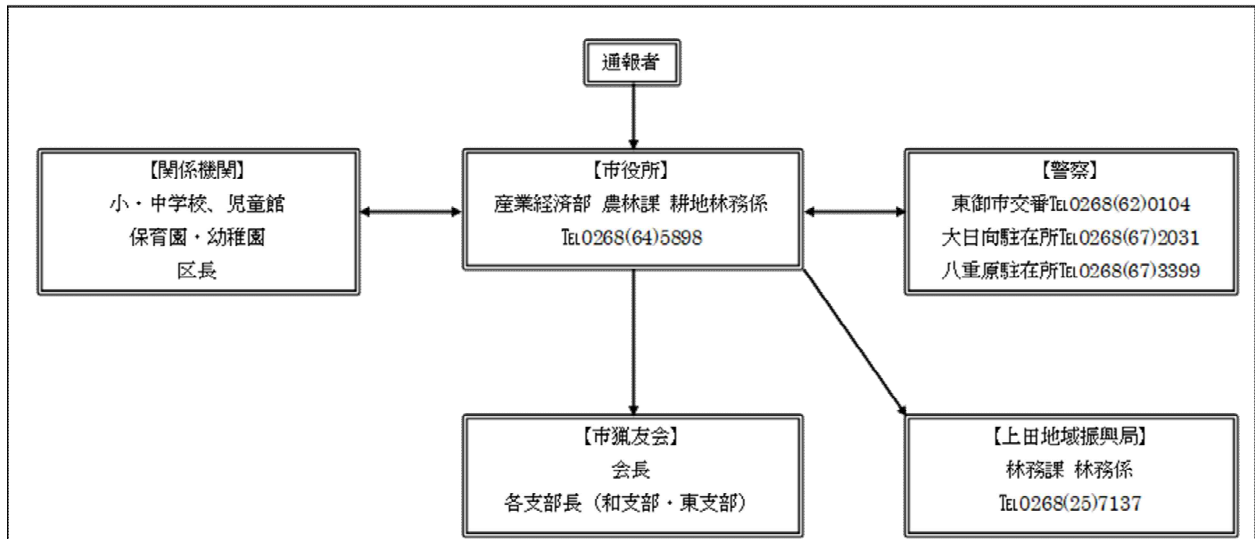 通報者
【関係機関】
小・中学校、児童館
保育園・幼稚園
区長
【市役所】
産業経済部 農林課 耕地林務係
℡0268(64)5898
【警察】
東御市交番℡0268(62)0104
大日向駐在所℡0268(67)2031
八重原駐在所℡0268(67)3399
【市猟友会】
会長
各支部長（和支部・東支部）
【上田地域振興局】
林務課 林務係
℡0268(25)7137